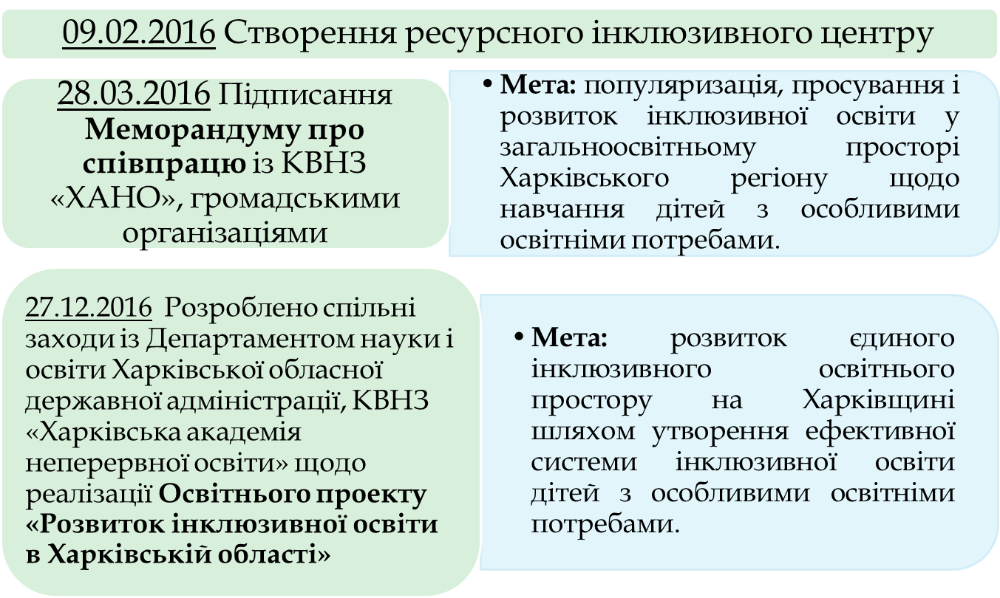 09.02.2016 Створення ресурсного інклюзивного центру
28.03.2016 Підписання
Меморандуму про
співпрацю із КВНЗ
«ХАНО», громадськими
організаціями
• Мета: популяризація, просування і
розвиток інклюзивної освіти у
загальноосвітньому просторі
Харківського регіону щодо
навчання дітей з особливими
освітніми потребами.
27.12.2016 Розроблено спільні
заходи із Департаментом науки і
освіти Харківської обласної
державної адміністрації, КВНЗ
«Харківська академія
неперервної освіти» щодо
реалізації Освітнього проекту
«Розвиток інклюзивної освіти
в Харківській області»
• Мета: розвиток єдиного
інклюзивного освітнього
простору на Харківщині
шляхом утворення ефективної
системи інклюзивної освіти
дітей з особливими освітніми
потребами.